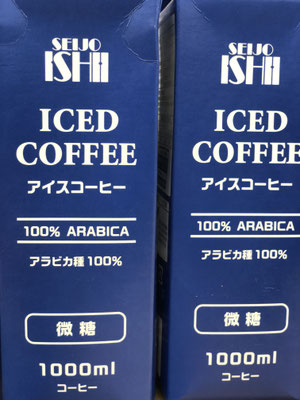 SEIJO
ISHII
ICED
COFFEE
アイスコーヒー
100% ARABICA
アラビカ種100%
微糖
1000ml
コーヒー
SEIJO
ISHII
ICED
COFFEE
アイスコーヒー
100% ARABICA
アラビカ種100%
微糖
1000ml
コーヒー